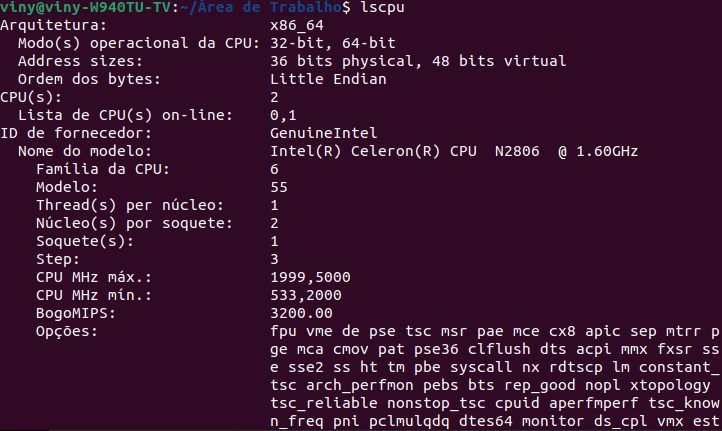 viny@viny-W940TU-TV:~/Área de Trabalho$ lscpu
Arquitetura: x86_64
Modo(s) operacional da CPU: 32-bit, 64-bit
Address sizes: 36 bits physical, 48 bits virtual
Ordem dos bytes: Little Endian
CPU(s): 2
Lista de CPU(s) on-line: 0,1
ID de fornecedor: GenuineIntel
Nome do modelo: Intel(R) Celeron(R) CPU  N2806  @ 1.60GHz
Família da CPU: 6
Modelo: 55
Thread(s) per núcleo: 1
Núcleo(s) por soquete: 2
Soquete(s): 1
Step: 3
CPU MHz máx.: 1999,5000
CPU MHz mín.: 533,2000
BogoMIPS: 3200.00
Opções: fpu vme de pse tsc msr pae mce cx8 apic sep mtrr p
ge mca cmov pat pse36 clflush dts acpi mmx fxsr ss
e sse2 ss ht tm pbe syscall nx rdtscp lm constant_
tsc arch_perfmon pebs bts rep_good nopl xtopology
tsc_reliable nonstop_tsc cpuid aperfmperf tsc_know
n_freq pni pclmulqdq dtes64 monitor ds_cpl vmx est